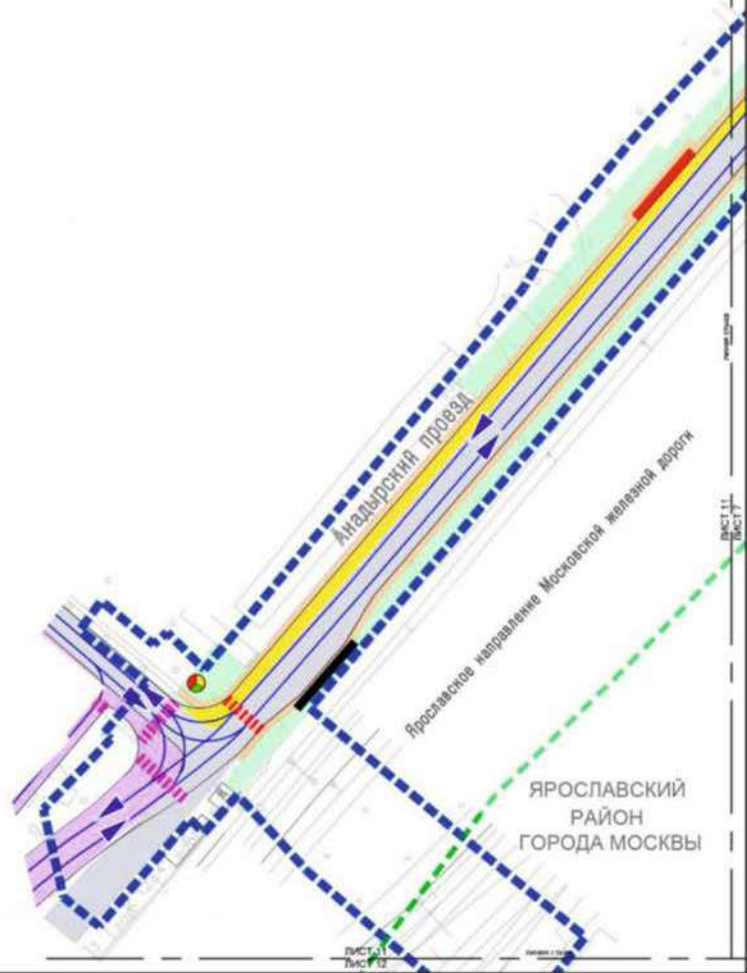 Анадырский проезд
Ярославское направление Московской железной дороги
ЯРОСЛАВСКИЙ
РАЙОН
ГОРОДА МОСКВЫ
ЛИСТ 11
ЛИСТ 7
ЛИСТ 11
ЛИСТ 12